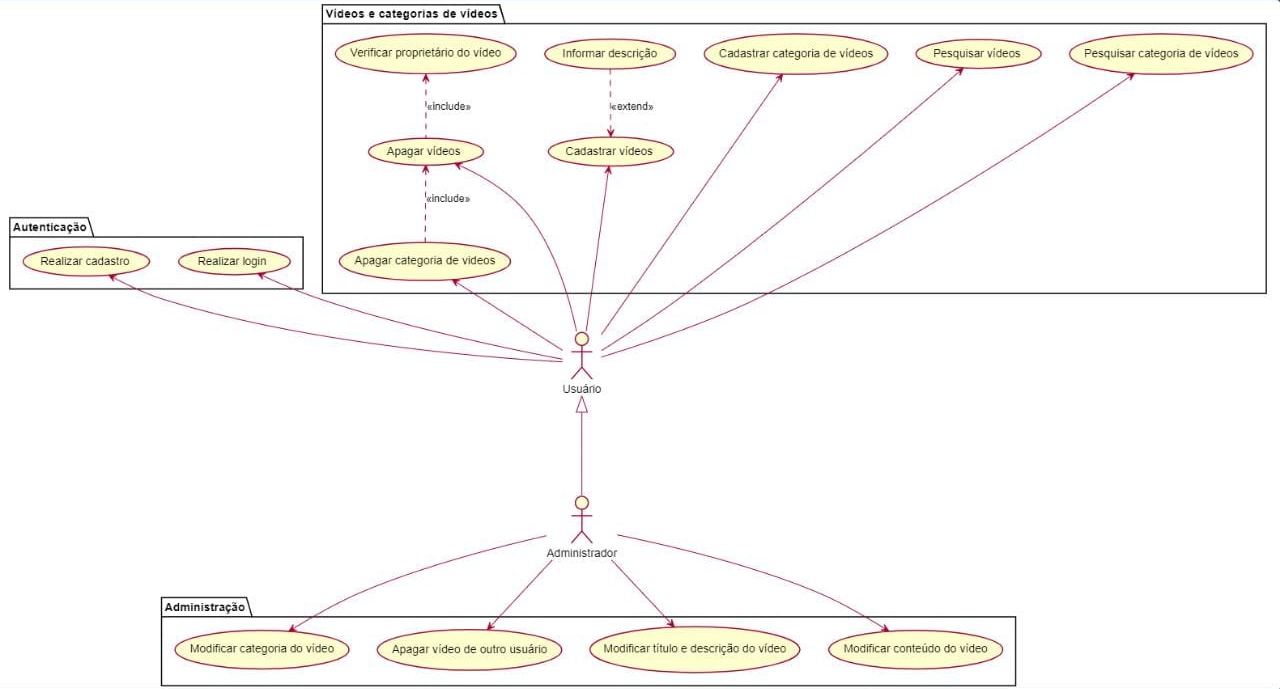 Vídeos e categorias de vídeos
Verificar proprietário do vídeo
Informar descrição
Cadastrar categoria de vídeos
Pesquisar vídeos
Pesquisar categoria de vídeos
«include»
«extend»
Apagar vídeos
Cadastrar vídeos
«include»
Autenticação
Realizar cadastro
Realizar login
Apagar categoria de vídeos
Usuário
Administrador
Administração
Modificar categoria do vídeo
Apagar vídeo de outro usuário
Modificar título e descrição do vídeo
Modificar conteúdo do vídeo